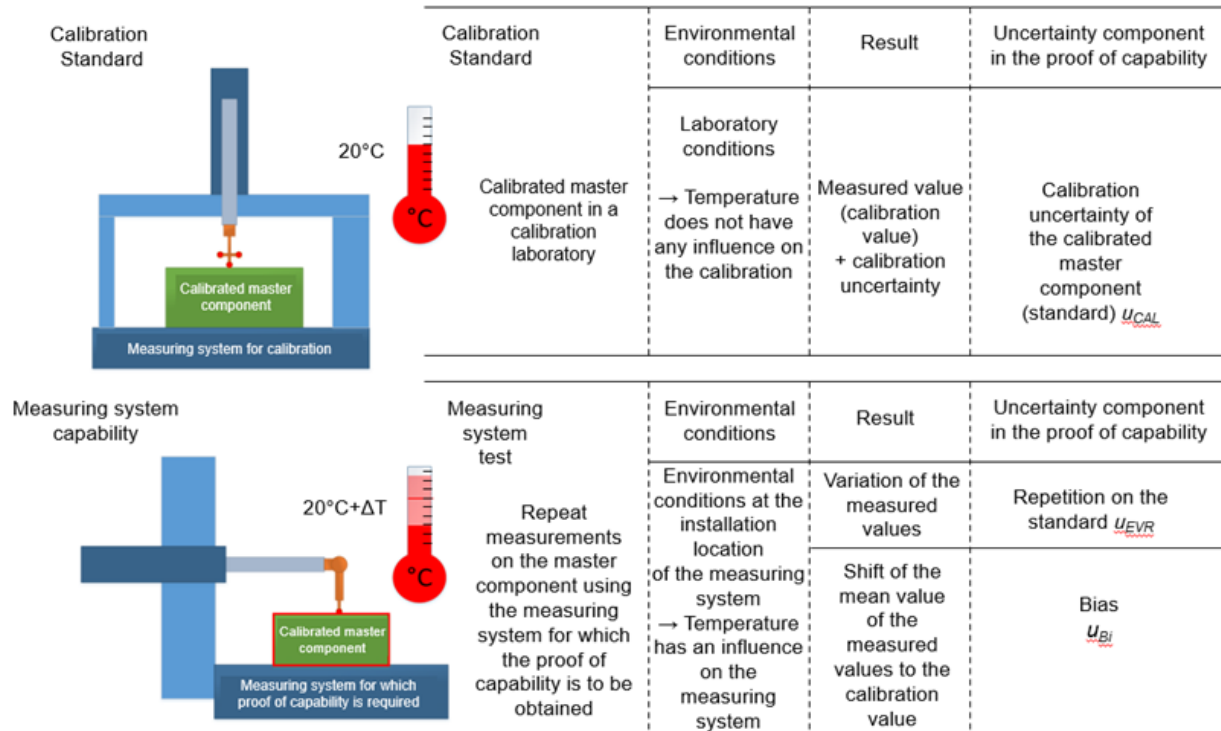 Calibration
Standard
20°C
°C
Calibrated master
component
Measuring system for calibration
Calibration
Standard
Environmental
conditions
Result
Uncertainty component
in the proof of capability
Calibrated master
component in a
calibration
laboratory
Laboratory
conditions
→ Temperature
does not have
any influence on
the calibration
Measured value
(calibration
value)
+ calibration
uncertainty
Calibration
uncertainty of
the calibrated
master
component
(standard) uCAL
Measuring system
capability
20°C+ΔT
°C
Calibrated master
component
Measuring system for which
proof of capability is required
Measuring
system
test
Environmental
conditions
Result
Uncertainty component
in the proof of capability
Repeat
measurements
on the master
component using
the measuring
system for which
the proof of
capability is to be
obtained
Environmental
conditions at the
installation
location
of the measuring
system
→ Temperature
has an influence
on the
measuring
system
Variation of the
measured
values
Repetition on the
standard uEVR
Shift of the
mean value
of the
measured
values to the
calibration
value
Bias
uBi